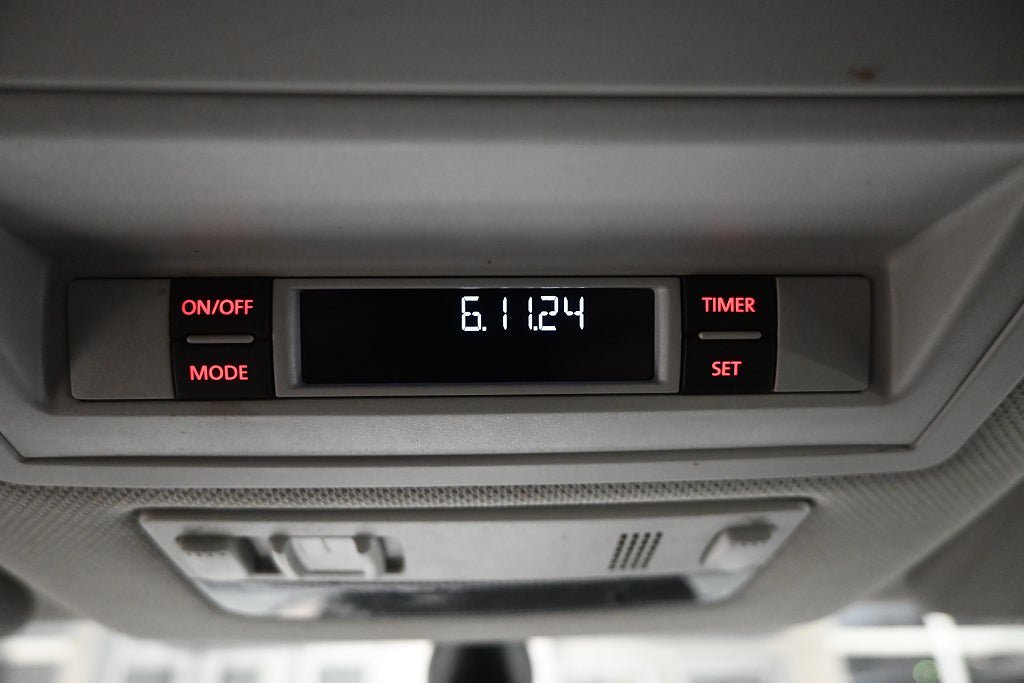 ON/OFF
MODE
6.11.24
TIMER
SET